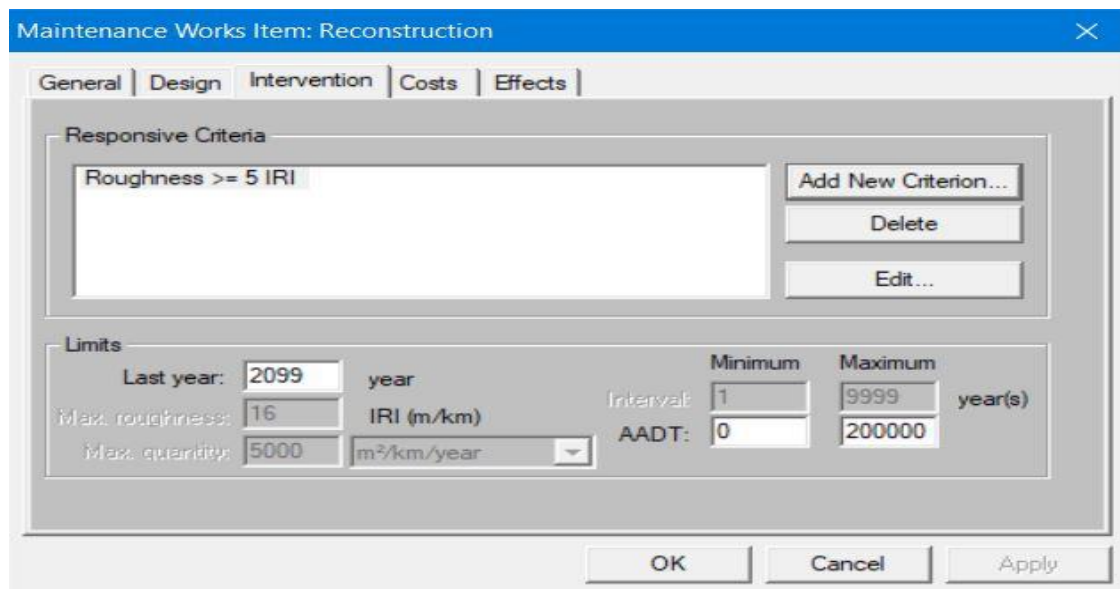 Maintenance Works Item: Reconstruction
General Design Intervention Costs Effects
Responsive Criteria
Roughness >= 5 IRI
Add New Criterion...
Delete
Edit...
Limits
Minimum Maximum
Last year: 2099 year
Interval: 1 9999 year(s)
Max. roughness: 16 IRI (m/km)
AADT: 0 200000
Max. quantity: 5000 m²/km/year
OK Cancel Apply